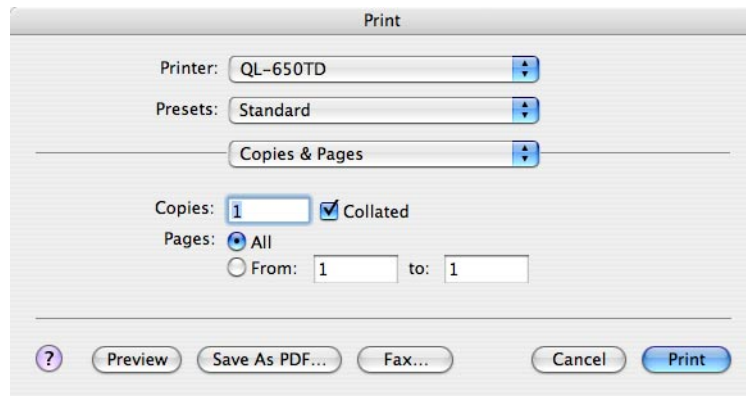 Print
Printer: QL-650TD
Presets: Standard
Copies & Pages
Copies: 1 Collated
Pages: All
From: 1 to: 1
? Preview Save As PDF... Fax... Cancel Print